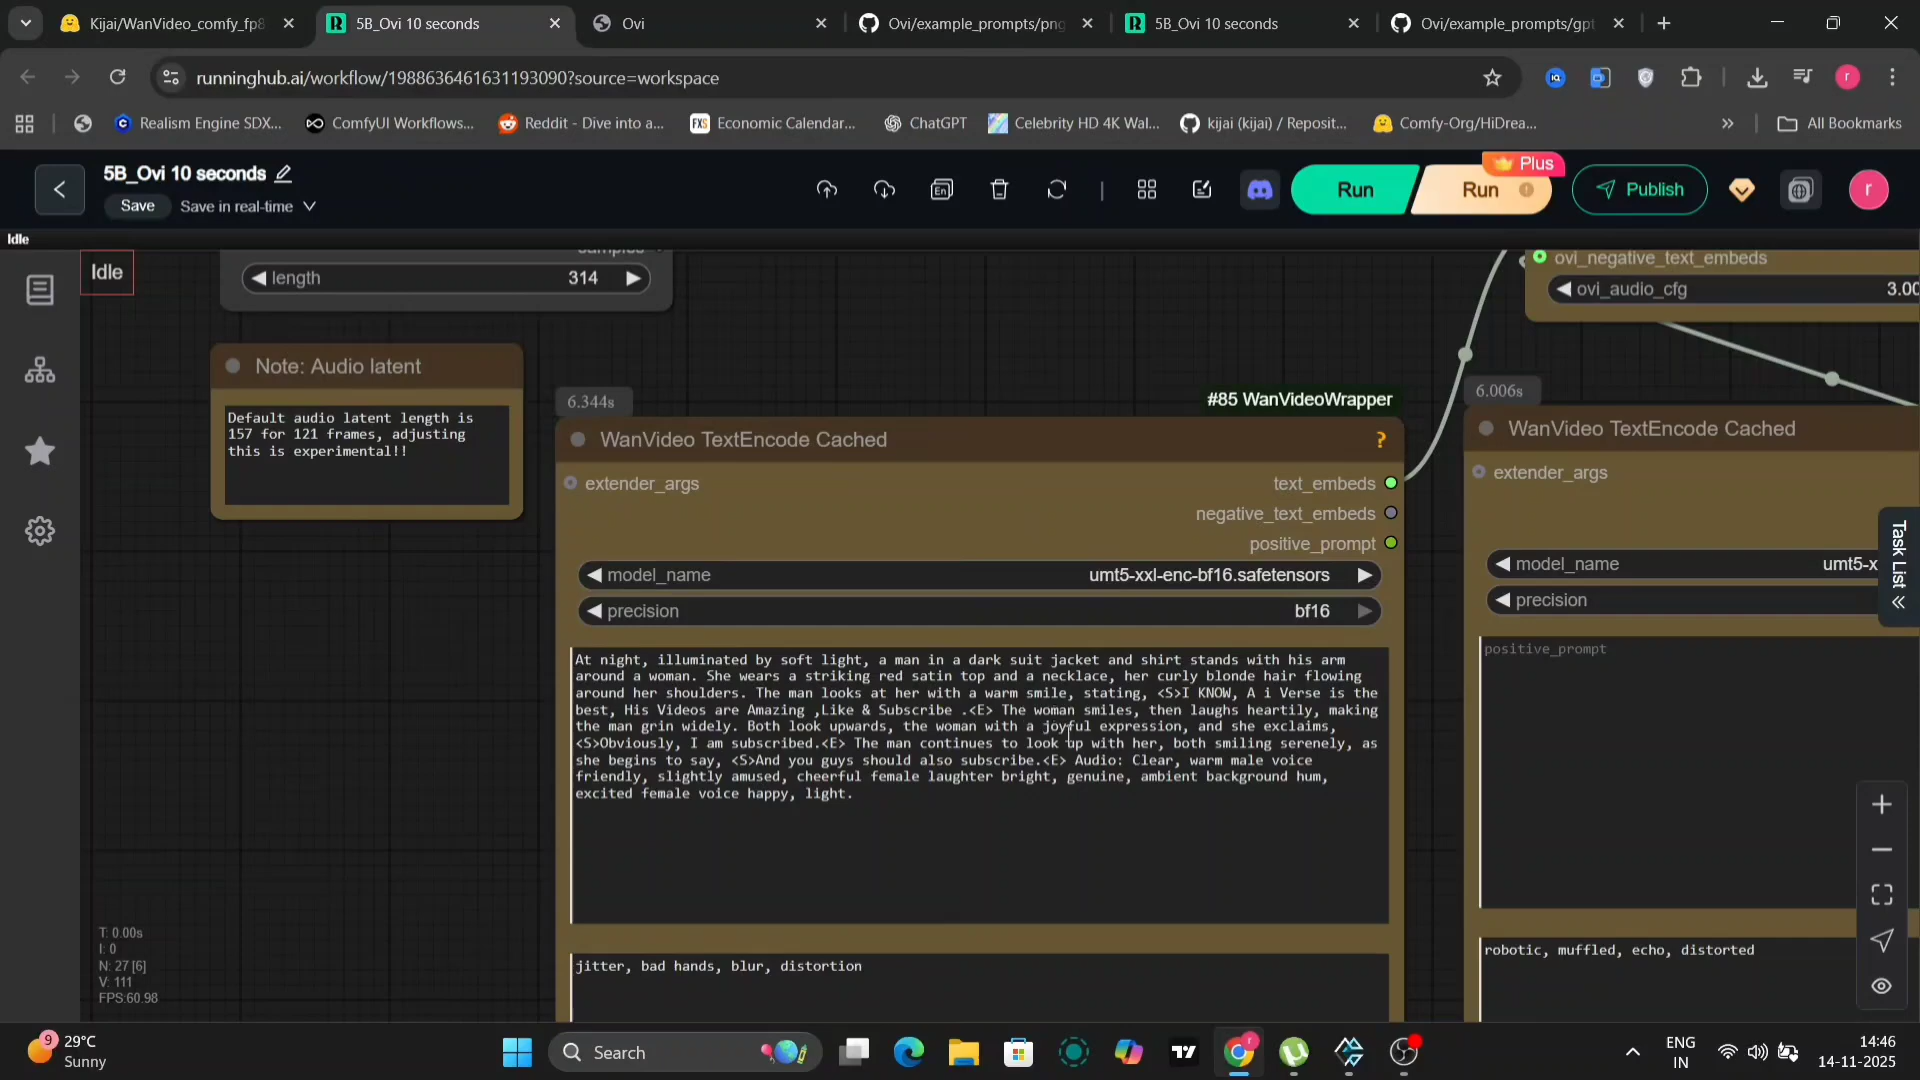 Kijai/WanVideo_comfy_fp8
5B_Ovi 10 seconds
Ovi
Ovi/example_prompts/png
5B_Ovi 10 seconds
Ovi/example_prompts/gpt
runninghub.ai/workflow/1988636461631193090?source=workspace
Realism Engine SDX...
ComfyUI Workflows...
Reddit - Dive into a...
FXS
Economic Calendar...
ChatGPT
Celebrity HD 4K Wal...
kijai (kijai) / Reposit...
Comfy-Org/HiDrea...
All Bookmarks
5B_Ovi 10 seconds
Save
Save in real-time
Run
Run
Plus
Publish
r
Idle
Idle
samples
length
314
ovi_negative_text_embeds
ovi_audio_cfg
3.00
Note: Audio latent
Default audio latent length is
157 for 121 frames, adjusting
this is experimental!!
6.344s
#85 WanVideoWrapper
WanVideo TextEncode Cached
?
extender_args
text_embeds
negative_text_embeds
positive_prompt
model_name
umt5-xxl-enc-bf16.safetensors
precision
bf16
At night, illuminated by soft light, a man in a dark suit jacket and shirt stands with his arm
around a woman. She wears a striking red satin top and a necklace, her curly blonde hair flowing
around her shoulders. The man looks at her with a warm smile, stating, <S>I KNOW, A i Verse is the
best, His Videos are Amazing ,Like & Subscribe .<E> The woman smiles, then laughs heartily, making
the man grin widely. Both look upwards, the woman with a joyful expression, and she exclaims,
<S>Obviously, I am subscribed.<E> The man continues to look up with her, both smiling serenely, as
she begins to say, <S>And you guys should also subscribe.<E> Audio: Clear, warm male voice
friendly, slightly amused, cheerful female laughter bright, genuine, ambient background hum,
excited female voice happy, light.
jitter, bad hands, blur, distortion
6.006s
WanVideo TextEncode Cached
extender_args
model_name
umt5-x
precision
positive_prompt
robotic, muffled, echo, distorted
Task List
T: 0.00s
I: 0
N: 27 [6]
V: 111
FPS:60.98
9
29°C
Sunny
Search
ENG
IN
14:46
14-11-2025